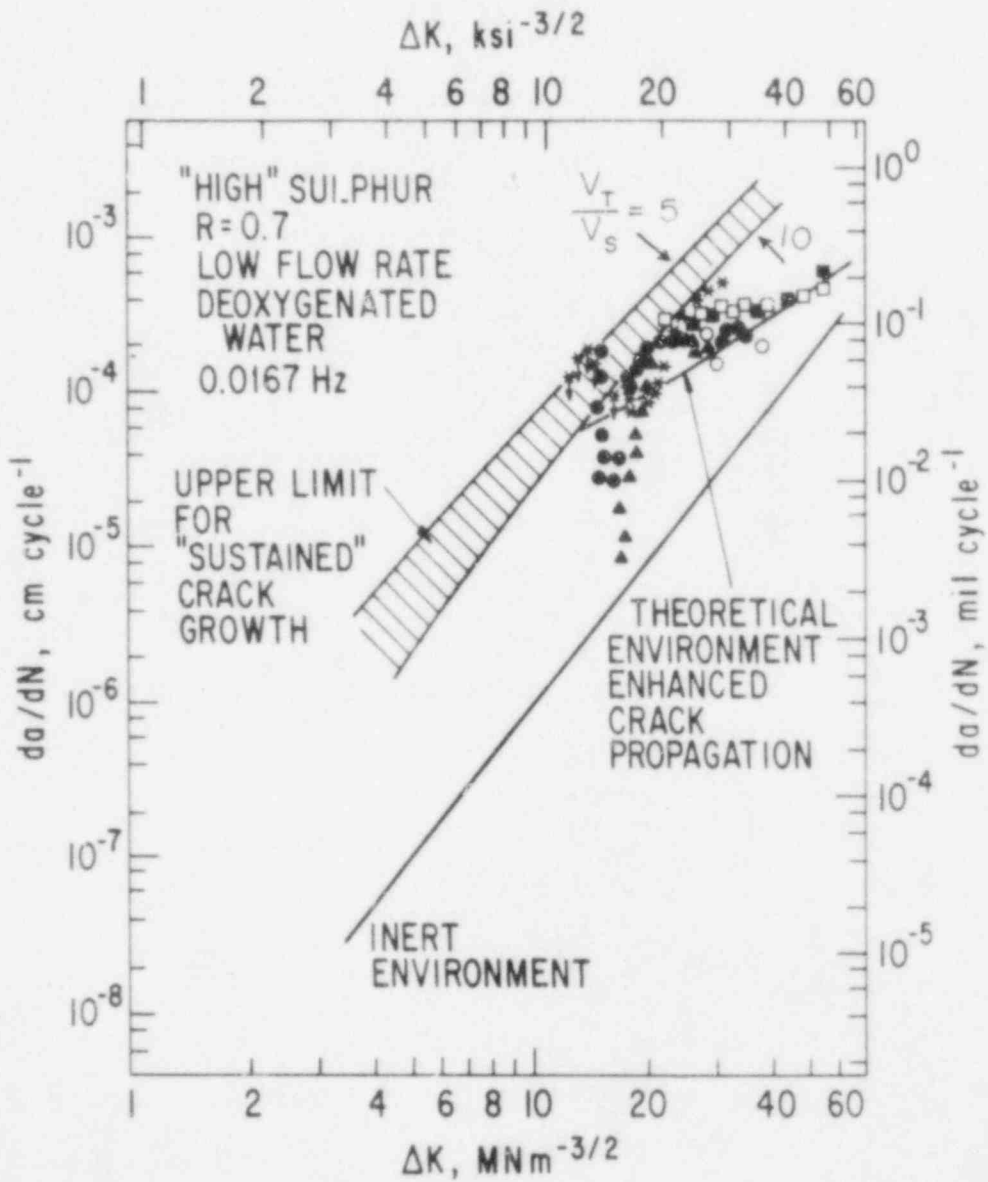 ΔK, ksi^-3/2
1 2 4 6 8 10 20 40 60
"HIGH" SULPHUR
R=0.7
LOW FLOW RATE
DEOXYGENATED
WATER
0.0167 Hz
V_T/V_S = 5
10
UPPER LIMIT
FOR
"SUSTAINED"
CRACK
GROWTH
THEORETICAL
ENVIRONMENT
ENHANCED
CRACK
PROPAGATION
INERT
ENVIRONMENT
da/dN, cm cycle^-1
10^-3
10^-4
10^-5
10^-6
10^-7
10^-8
da/dN, mil cycle^-1
10^0
10^-1
10^-2
10^-3
10^-4
10^-5
1 2 4 6 8 10 20 40 60
ΔK, MNm^-3/2